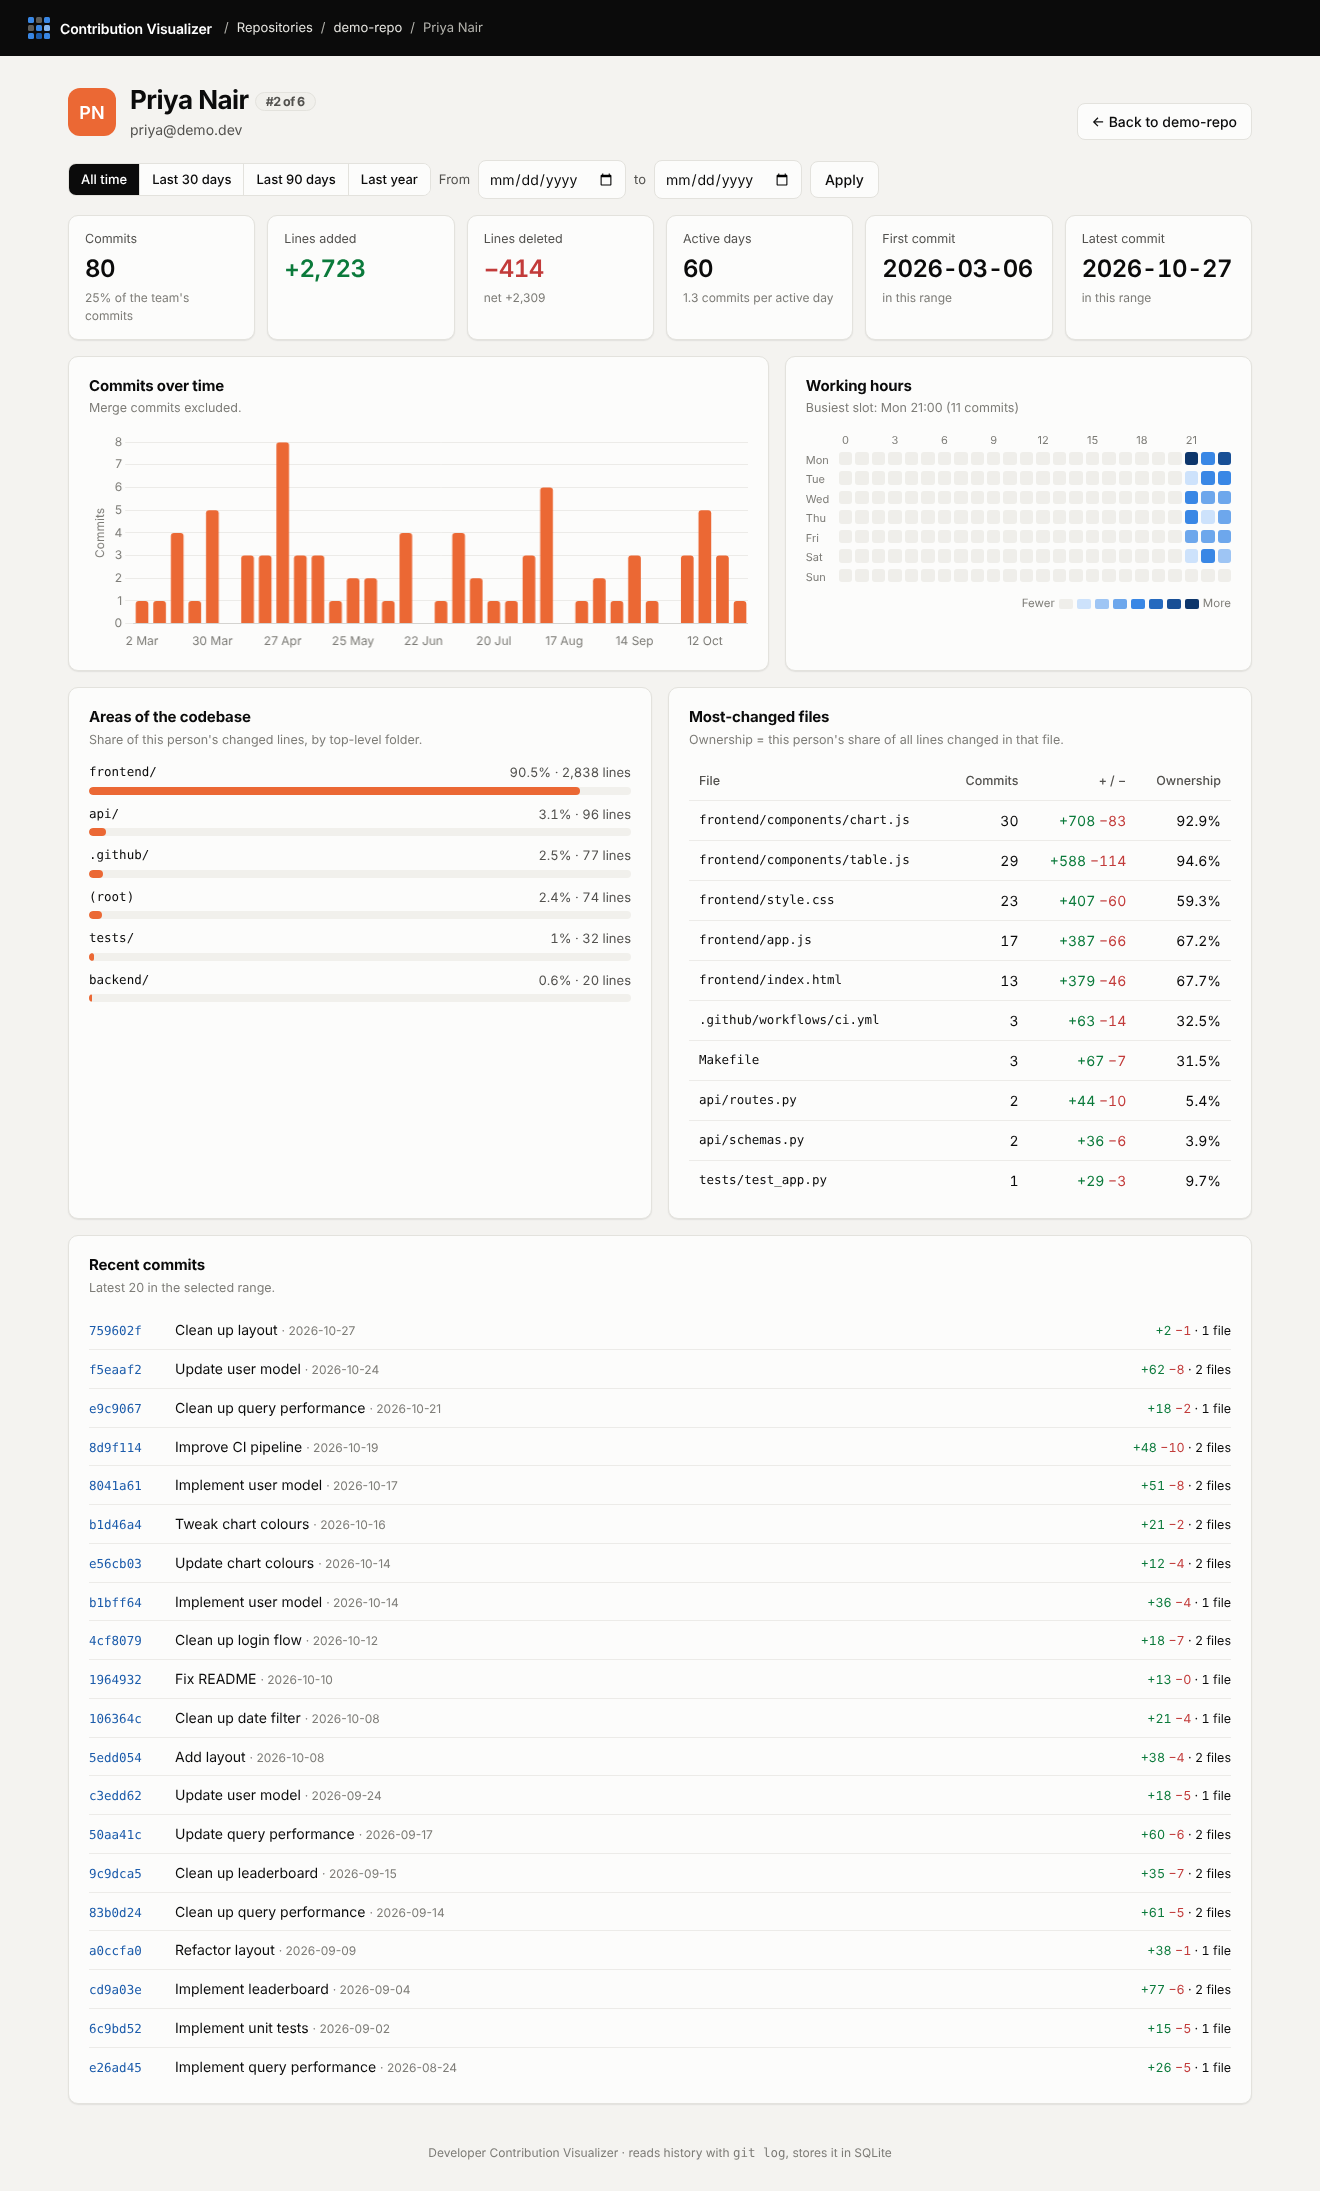 Contribution Visualizer / Repositories / demo-repo / Priya Nair
PN
Priya Nair #2 of 6
priya@demo.dev
← Back to demo-repo
All time Last 30 days Last 90 days Last year From mm/dd/yyyy to mm/dd/yyyy Apply
Commits
80
25% of the team's
commits
Lines added
+2,723
Lines deleted
−414
net +2,309
Active days
60
1.3 commits per active day
First commit
2026-03-06
in this range
Latest commit
2026-10-27
in this range
Commits over time
Merge commits excluded.
Commits
8
7
6
5
4
3
2
1
0
2 Mar 30 Mar 27 Apr 25 May 22 Jun 20 Jul 17 Aug 14 Sep 12 Oct
Working hours
Busiest slot: Mon 21:00 (11 commits)
0 3 6 9 12 15 18 21
Mon
Tue
Wed
Thu
Fri
Sat
Sun
Fewer More
Areas of the codebase
Share of this person's changed lines, by top-level folder.
frontend/ 90.5% · 2,838 lines
api/ 3.1% · 96 lines
.github/ 2.5% · 77 lines
(root) 2.4% · 74 lines
tests/ 1% · 32 lines
backend/ 0.6% · 20 lines
Most-changed files
Ownership = this person's share of all lines changed in that file.
File Commits + / − Ownership
frontend/components/chart.js 30 +708 −83 92.9%
frontend/components/table.js 29 +588 −114 94.6%
frontend/style.css 23 +407 −60 59.3%
frontend/app.js 17 +387 −66 67.2%
frontend/index.html 13 +379 −46 67.7%
.github/workflows/ci.yml 3 +63 −14 32.5%
Makefile 3 +67 −7 31.5%
api/routes.py 2 +44 −10 5.4%
api/schemas.py 2 +36 −6 3.9%
tests/test_app.py 1 +29 −3 9.7%
Recent commits
Latest 20 in the selected range.
759602f Clean up layout · 2026-10-27 +2 −1 · 1 file
f5eaaf2 Update user model · 2026-10-24 +62 −8 · 2 files
e9c9067 Clean up query performance · 2026-10-21 +18 −2 · 1 file
8d9f114 Improve CI pipeline · 2026-10-19 +48 −10 · 2 files
8041a61 Implement user model · 2026-10-17 +51 −8 · 2 files
b1d46a4 Tweak chart colours · 2026-10-16 +21 −2 · 2 files
e56cb03 Update chart colours · 2026-10-14 +12 −4 · 2 files
b1bff64 Implement user model · 2026-10-14 +36 −4 · 1 file
4cf8079 Clean up login flow · 2026-10-12 +18 −7 · 2 files
1964932 Fix README · 2026-10-10 +13 −0 · 1 file
106364c Clean up date filter · 2026-10-08 +21 −4 · 1 file
5edd054 Add layout · 2026-10-08 +38 −4 · 2 files
c3edd62 Update user model · 2026-09-24 +18 −5 · 1 file
50aa41c Update query performance · 2026-09-17 +60 −6 · 2 files
9c9dca5 Clean up leaderboard · 2026-09-15 +35 −7 · 2 files
83b0d24 Clean up query performance · 2026-09-14 +61 −5 · 2 files
a0ccfa0 Refactor layout · 2026-09-09 +38 −1 · 1 file
cd9a03e Implement leaderboard · 2026-09-04 +77 −6 · 2 files
6c9bd52 Implement unit tests · 2026-09-02 +15 −5 · 1 file
e26ad45 Implement query performance · 2026-08-24 +26 −5 · 1 file
Developer Contribution Visualizer · reads history with git log, stores it in SQLite